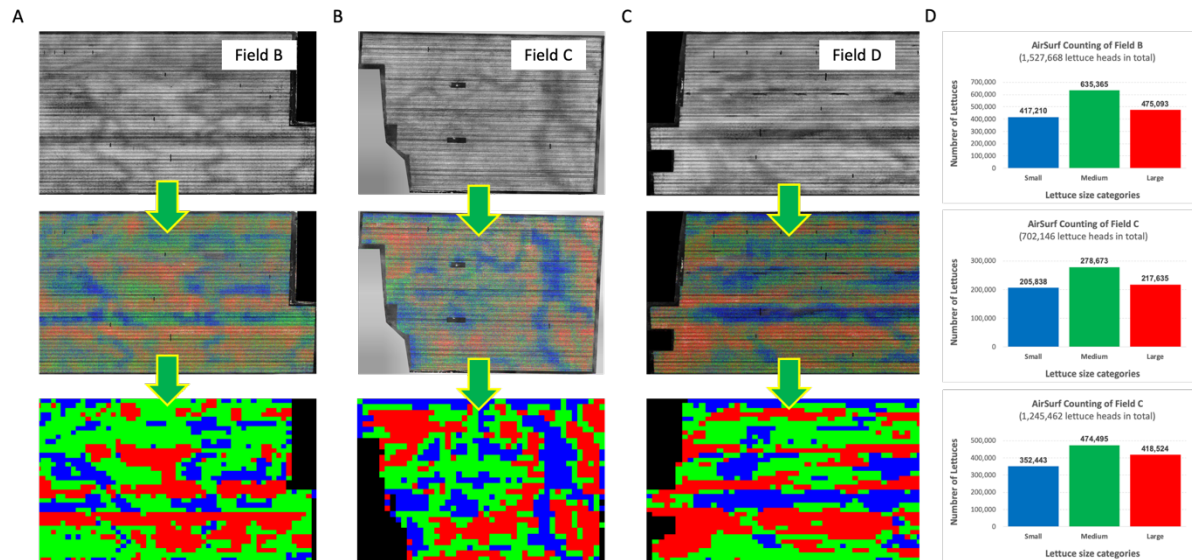 A
B
C
D
Field B
Field C
Field D
AirSurf Counting of Field B
(1,527,668 lettuce heads in total)
Numbrer of Lettuces
700,000
600,000
500,000
400,000
300,000
200,000
100,000
0
417,210
635,365
475,093
Small
Medium
Large
Lettuce size categories
AirSurf Counting of Field C
(702,146 lettuce heads in total)
Numbrer of Lettuces
300,000
200,000
100,000
0
205,838
278,673
217,635
Small
Medium
Large
Lettuce size categories
AirSurf Counting of Field C
(1,245,462 lettuce heads in total)
Numbrer of Lettuces
500,000
400,000
300,000
200,000
100,000
0
352,443
474,495
418,524
Small
Medium
Large
Lettuce size categories